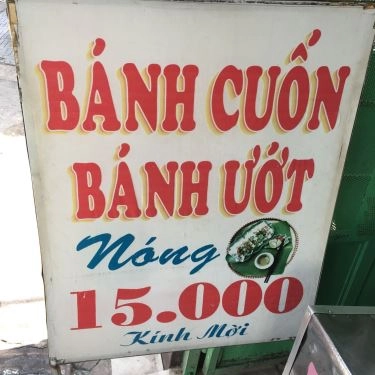 BÁNH CUỐN
BÁNH ƯỚT
Nóng
15.000
Kính Mời